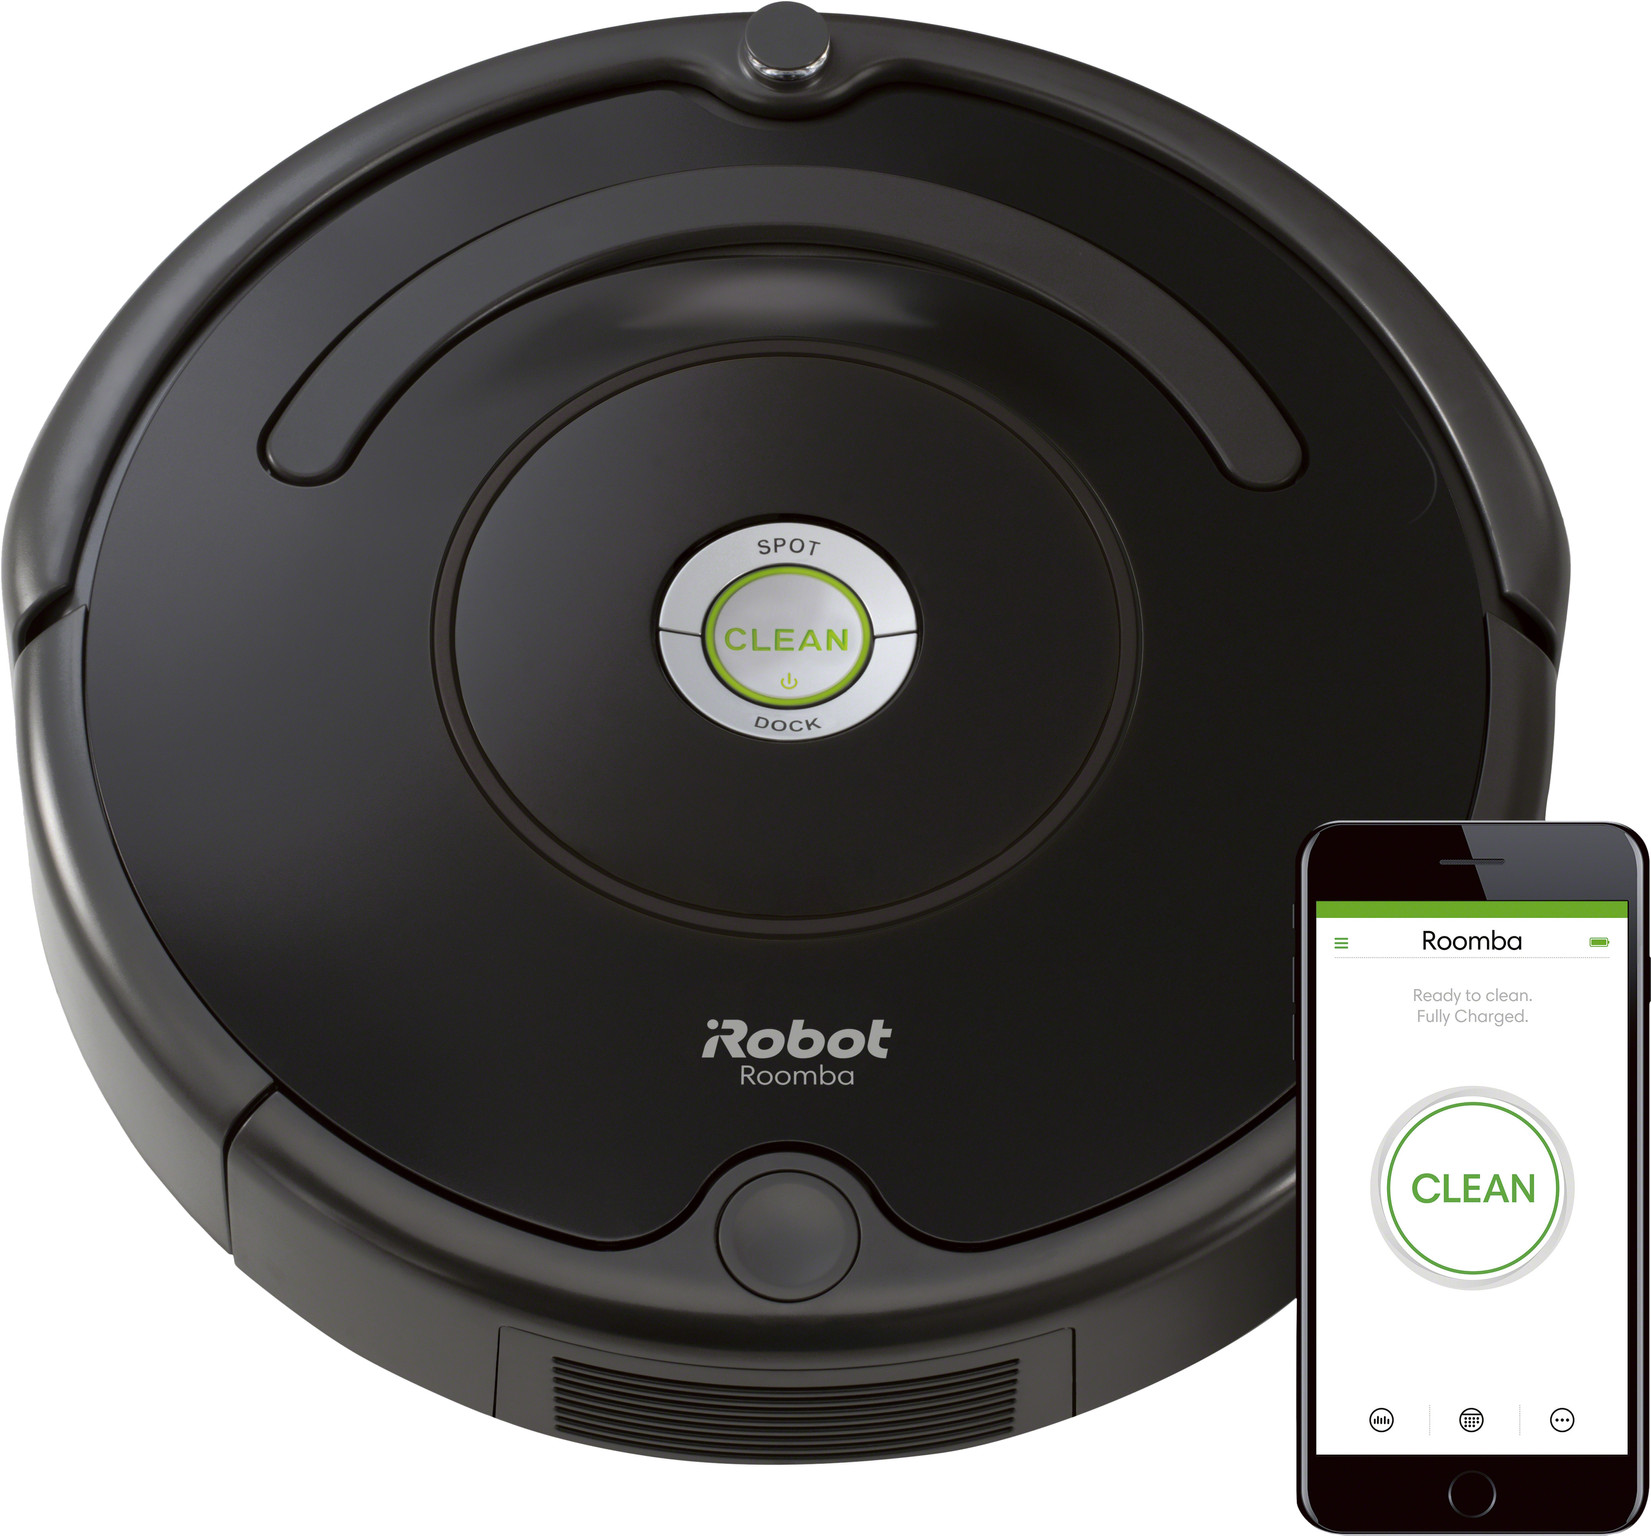 SPOT
CLEAN
DOCK
iRobot
Roomba
Roomba
Ready to clean.
Fully Charged.
CLEAN